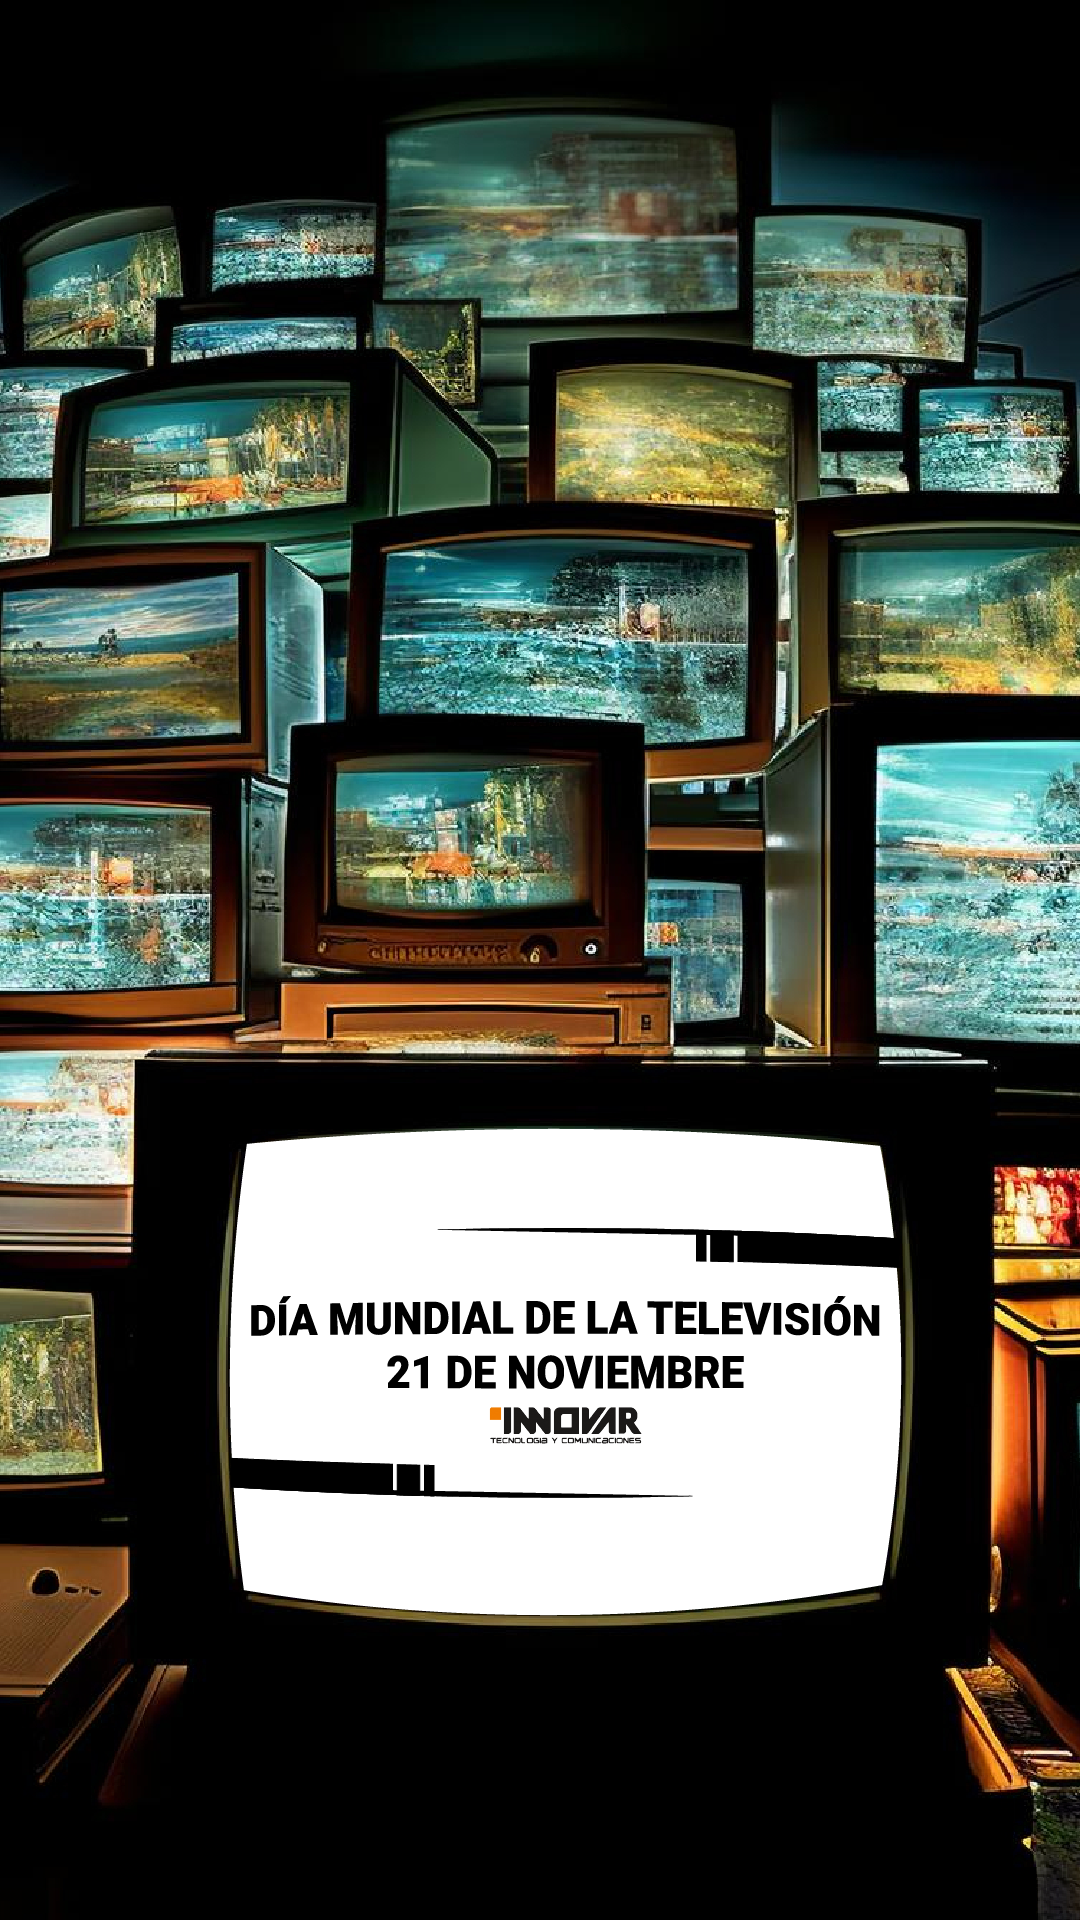 DÍA MUNDIAL DE LA TELEVISIÓN
21 DE NOVIEMBRE
INNOVAR
TECNOLOGIA Y COMUNICACIONES